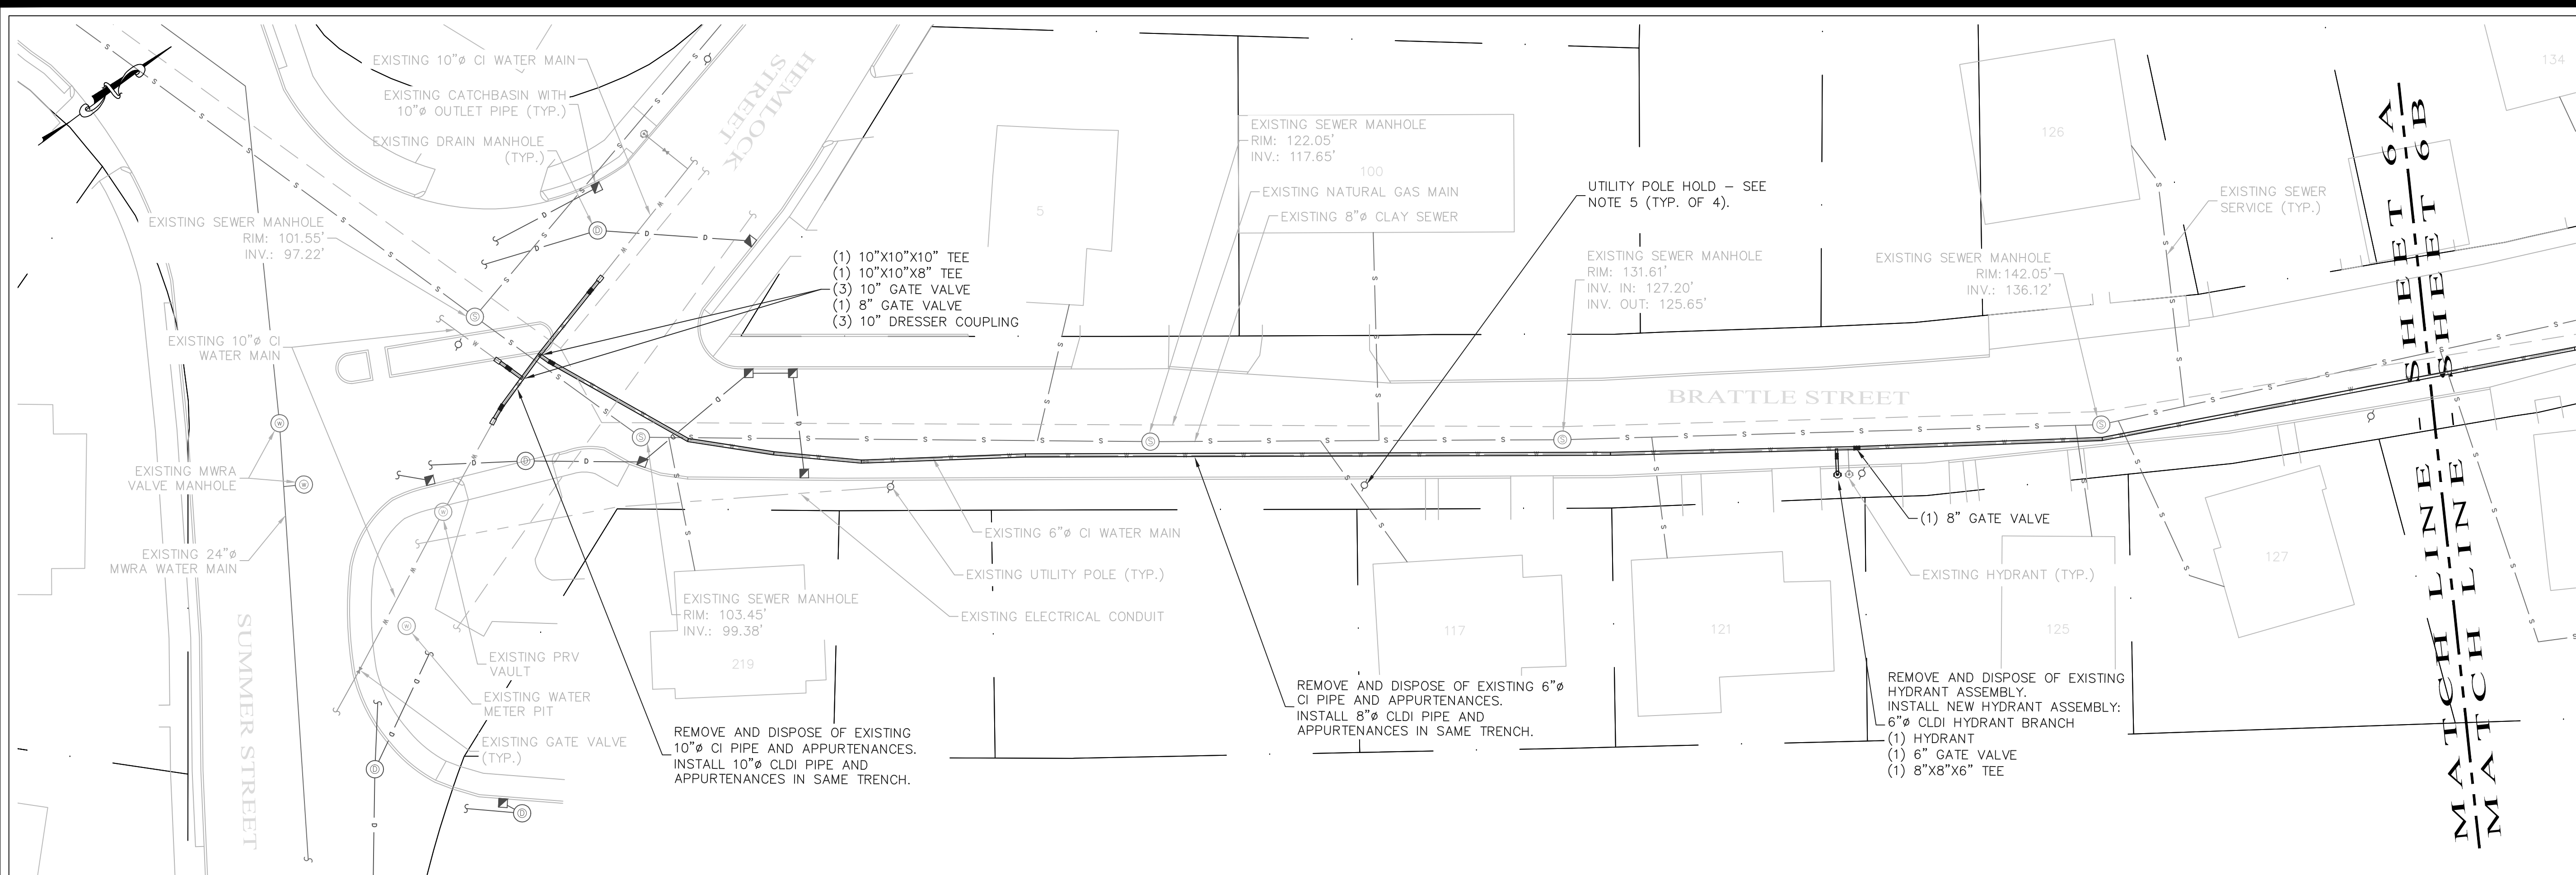 EXISTING 10"ø CI WATER MAIN
EXISTING CATCHBASIN WITH
10"ø OUTLET PIPE (TYP.)
EXISTING DRAIN MANHOLE
(TYP.)
HEMLOCK
STREET
EXISTING SEWER MANHOLE
RIM: 101.55'
INV.: 97.22'
EXISTING 10"ø CI
WATER MAIN
EXISTING MWRA
VALVE MANHOLE
EXISTING 24"ø
MWRA WATER MAIN
SUMMER STREET
(1) 10"X10"X10" TEE
(1) 10"X10"X8" TEE
(3) 10" GATE VALVE
(1) 8" GATE VALVE
(3) 10" DRESSER COUPLING
5
EXISTING SEWER MANHOLE
RIM: 122.05'
INV.: 117.65'
100
EXISTING NATURAL GAS MAIN
EXISTING 8"ø CLAY SEWER
UTILITY POLE HOLD – SEE
NOTE 5 (TYP. OF 4).
EXISTING SEWER MANHOLE
RIM: 131.61'
INV. IN: 127.20'
INV. OUT: 125.65'
EXISTING SEWER MANHOLE
RIM: 142.05'
INV.: 136.12'
126
134
EXISTING SEWER
SERVICE (TYP.)
BRATTLE STREET
MATCH LINE – SHEET 6A
MATCH LINE – SHEET 6B
EXISTING 6"ø CI WATER MAIN
EXISTING UTILITY POLE (TYP.)
EXISTING ELECTRICAL CONDUIT
EXISTING SEWER MANHOLE
RIM: 103.45'
INV.: 99.38'
219
EXISTING PRV
VAULT
EXISTING WATER
METER PIT
EXISTING GATE VALVE
(TYP.)
REMOVE AND DISPOSE OF EXISTING
10"ø CI PIPE AND APPURTENANCES.
INSTALL 10"ø CLDI PIPE AND
APPURTENANCES IN SAME TRENCH.
117
121
REMOVE AND DISPOSE OF EXISTING 6"ø
CI PIPE AND APPURTENANCES.
INSTALL 8"ø CLDI PIPE AND
APPURTENANCES IN SAME TRENCH.
(1) 8" GATE VALVE
EXISTING HYDRANT (TYP.)
125
127
REMOVE AND DISPOSE OF EXISTING
HYDRANT ASSEMBLY.
INSTALL NEW HYDRANT ASSEMBLY:
6"ø CLDI HYDRANT BRANCH
(1) HYDRANT
(1) 6" GATE VALVE
(1) 8"X8"X6" TEE